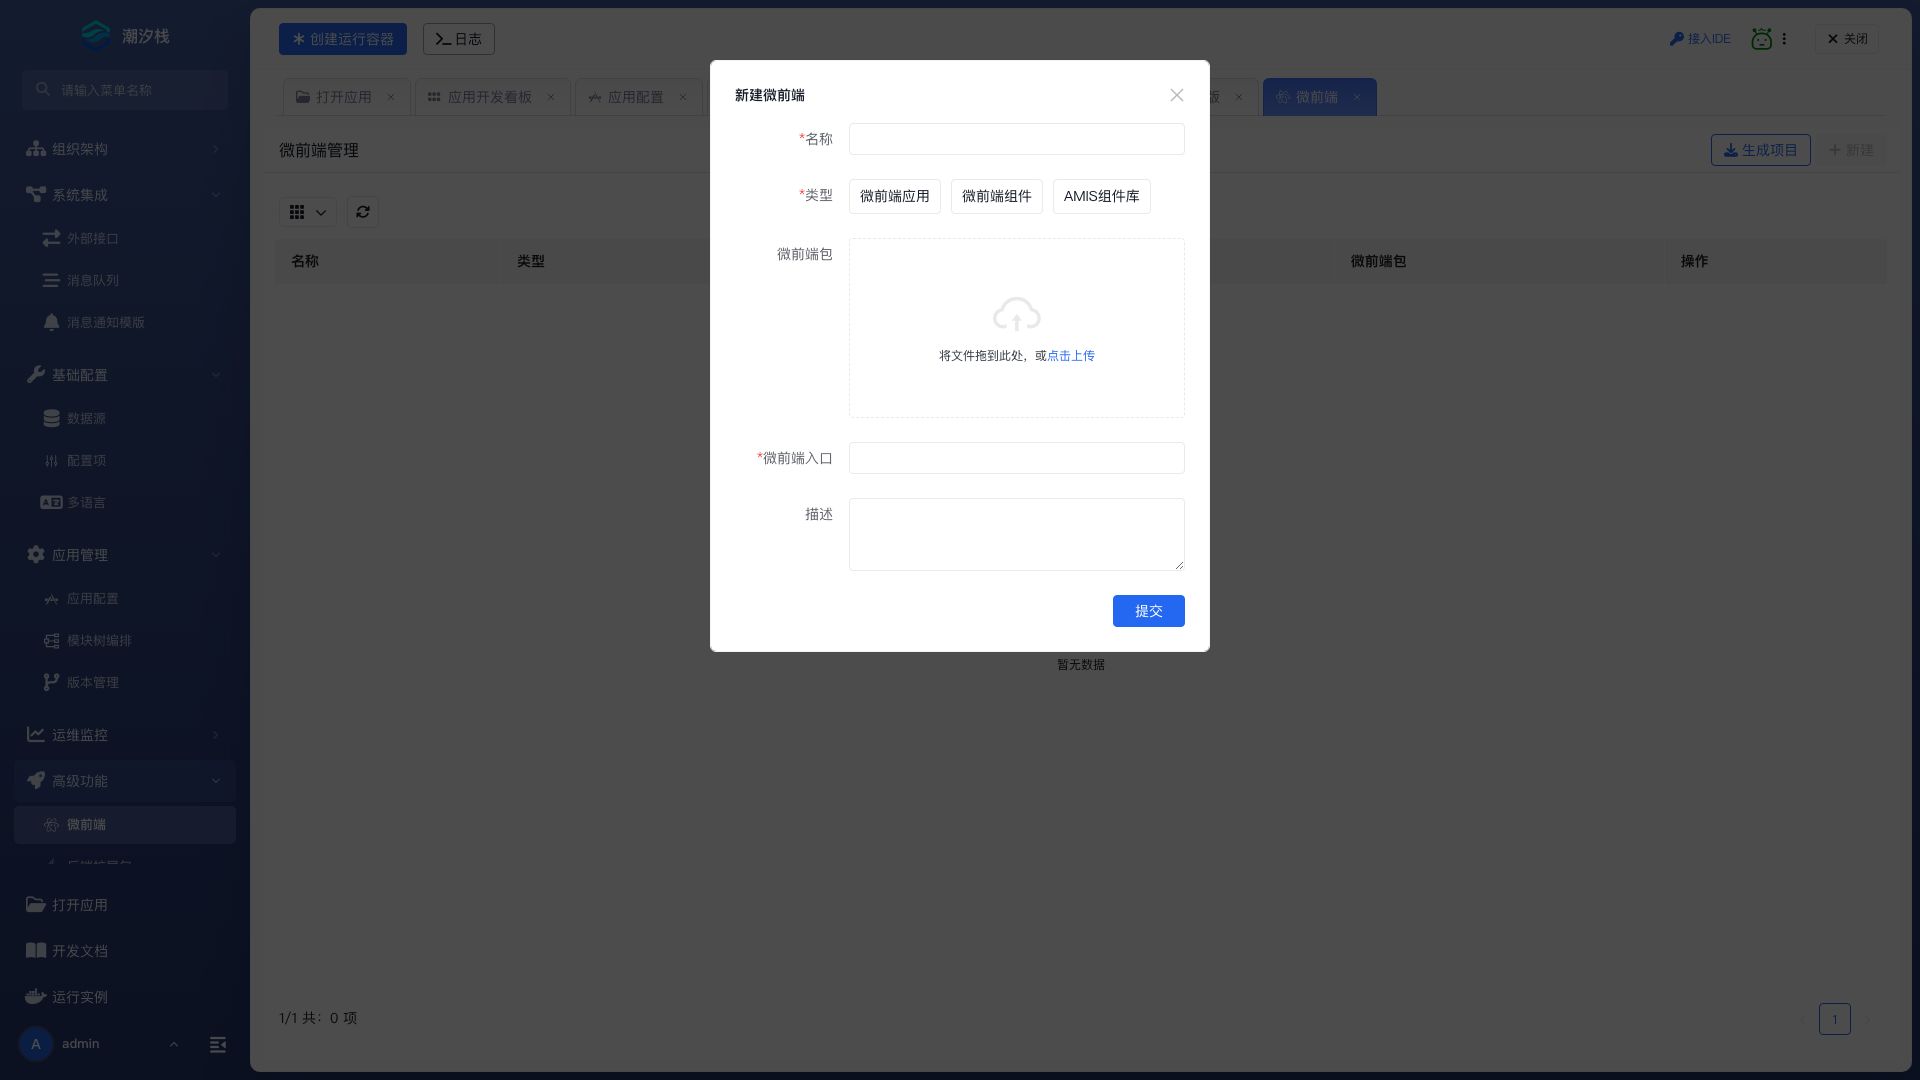 潮汐栈
请输入菜单名称
组织架构
系统集成
外部接口
消息队列
消息通知模版
基础配置
数据源
配置项
多语言
应用管理
应用配置
模块树编排
版本管理
运维监控
高级功能
微前端
打开应用
开发文档
运行实例
A admin
创建运行容器 日志
接入IDE
关闭
打开应用 应用开发看板 应用配置 版 微前端
微前端管理
生成项目 新建
名称 类型 微前端包 操作
暂无数据
1/1 共：0 项
1
新建微前端
*名称
*类型 微前端应用 微前端组件 AMIS组件库
微前端包
将文件拖到此处，或点击上传
*微前端入口
描述
提交